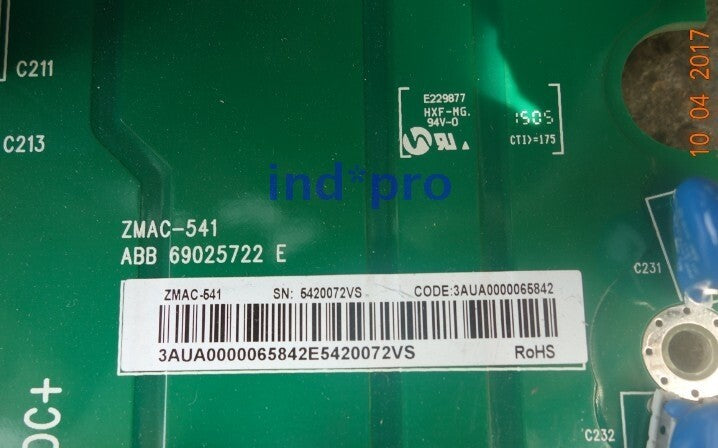 C211
C213
E229877
HXF-MG.
94V-0
1505
CTI>=175
10 04 2017
ind*pro
ZMAC-541
ABB 69025722 E
C231
ZMAC-541 SN: 5420072VS CODE:3AUA0000065842
3AUA0000065842E5420072VS RoHS
DC+
C232